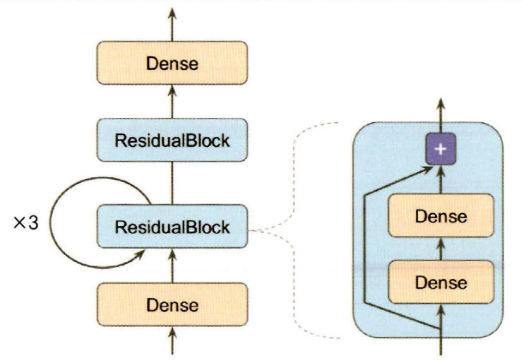 Dense
ResidualBlock
×3
ResidualBlock
Dense
+
Dense
Dense